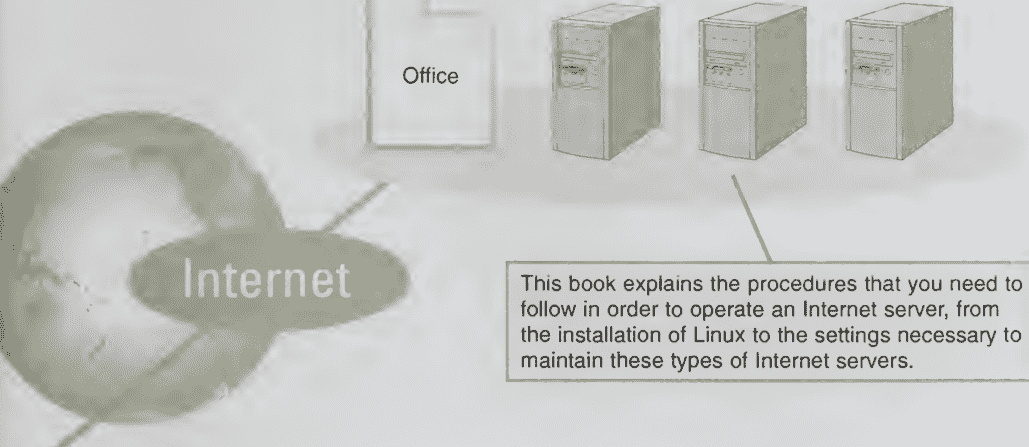 Office
Internet
This book explains the procedures that you need to
follow in order to operate an Internet server, from
the installation of Linux to the settings necessary to
maintain these types of Internet servers.